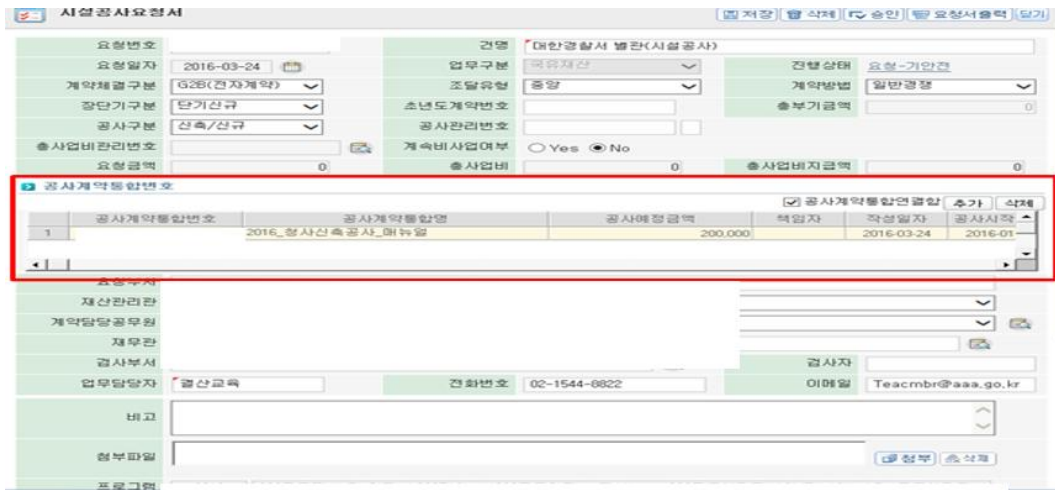 시설공사요청서 저장 삭제 승인 요청서출력 닫기
요청번호 건명 대한경찰서 별관(시설공사)
요청일자 2016-03-24 업무구분 국유재산 진행상태 요청-기안전
계약체결구분 G2B(전자계약) 조달유형 중앙 계약방법 일반경쟁
장단기구분 단기신규 소년도계약번호 총부기금액 0
공사구분 신축/신규 공사관리번호
총사업비관리번호 계속비사업여부 Yes No
요청금액 0 총사업비 0 총사업비지급액 0
공사계약통합번호
공사계약통합연결함 추가 삭제
공사계약통합번호 공사계약통합명 공사예정금액 책임자 작성일자 공사시작
1 2016_청사신축공사_매뉴얼 200,000 2016-03-24 2016-01
요청부서
재산관리관
계약담당공무원
재무관
검사부서 검사자
업무담당자 결산교육 전화번호 02-1544-8822 이메일 Teacmbr@aaa.go.kr
비고
첨부파일 첨부 삭제
프로그램